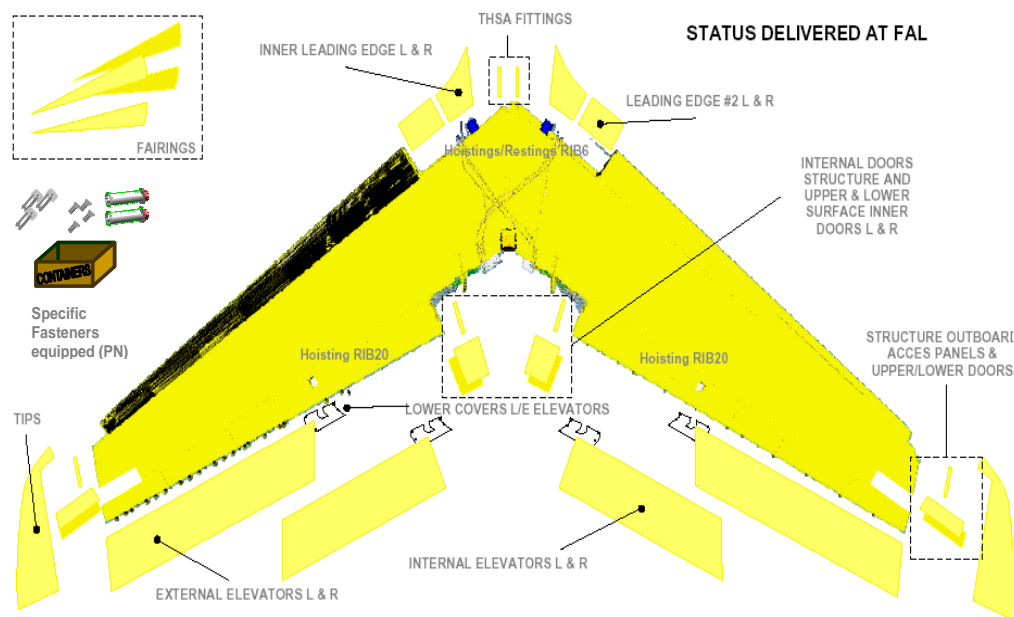 THSA FITTINGS
STATUS DELIVERED AT FAL
INNER LEADING EDGE L & R
LEADING EDGE #2 L & R
FAIRINGS
Hoistings/Restings RIB6
INTERNAL DOORS
STRUCTURE AND
UPPER & LOWER
SURFACE INNER
DOORS L & R
CONTAINERS
Specific
Fasteners
equipped (PN)
Hoisting RIB20
Hoisting RIB20
STRUCTURE OUTBOARD
ACCES PANELS &
UPPER/LOWER DOORS
LOWER COVERS L/E ELEVATORS
TIPS
INTERNAL ELEVATORS L & R
EXTERNAL ELEVATORS L & R